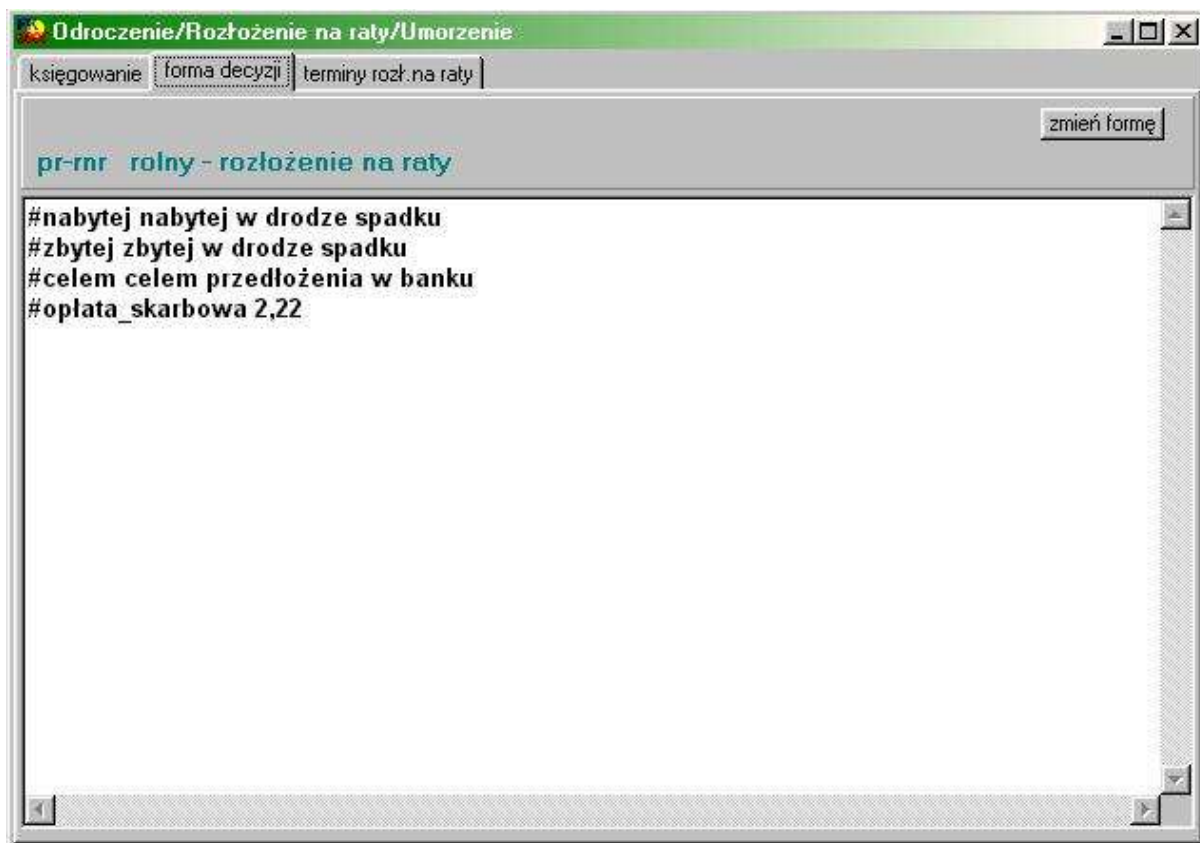 Odroczenie/Rozłożenie na raty/Umorzenie
księgowanie forma decyzji terminy rozł.na raty
zmień formę
pr-rnr rolny - rozłożenie na raty
#nabytej nabytej w drodze spadku
#zbytej zbytej w drodze spadku
#celem celem przedłożenia w banku
#opłata_skarbowa 2,22